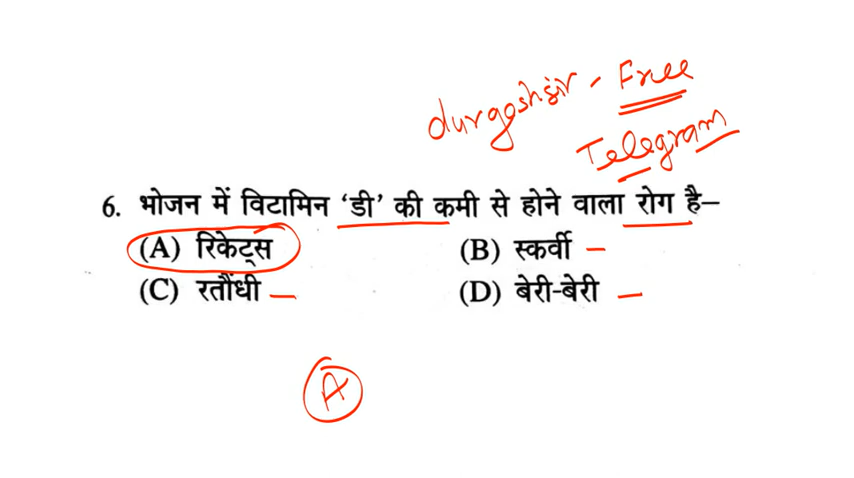 durgeshsir - Free
Telegram
6. भोजन में विटामिन ‘डी’ की कमी से होने वाला रोग है–
(A) रिकेट्स (B) स्कर्वी –
(C) रतौंधी – (D) बेरी-बेरी –
A